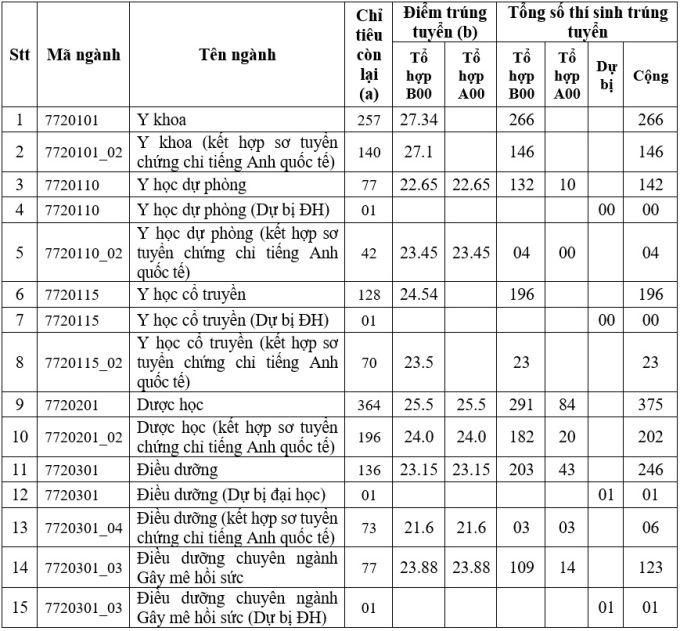 Stt | Mã ngành | Tên ngành | Chỉ tiêu còn lại (a) | Điểm trúng tuyển (b) | Tổng số thí sinh trúng tuyển
Tổ hợp B00 | Tổ hợp A00 | Tổ hợp B00 | Tổ hợp A00 | Dự bị | Cộng
1 | 7720101 | Y khoa | 257 | 27.34 | | 266 | | | 266
2 | 7720101_02 | Y khoa (kết hợp sơ tuyển chứng chỉ tiếng Anh quốc tế) | 140 | 27.1 | | 146 | | | 146
3 | 7720110 | Y học dự phòng | 77 | 22.65 | 22.65 | 132 | 10 | | 142
4 | 7720110 | Y học dự phòng (Dự bị ĐH) | 01 | | | | | 00 | 00
5 | 7720110_02 | Y học dự phòng (kết hợp sơ tuyển chứng chỉ tiếng Anh quốc tế) | 42 | 23.45 | 23.45 | 04 | 00 | | 04
6 | 7720115 | Y học cổ truyền | 128 | 24.54 | | 196 | | | 196
7 | 7720115 | Y học cổ truyền (Dự bị ĐH) | 01 | | | | | 00 | 00
8 | 7720115_02 | Y học cổ truyền (kết hợp sơ tuyển chứng chỉ tiếng Anh quốc tế) | 70 | 23.5 | | 23 | | | 23
9 | 7720201 | Dược học | 364 | 25.5 | 25.5 | 291 | 84 | | 375
10 | 7720201_02 | Dược học (kết hợp sơ tuyển chứng chỉ tiếng Anh quốc tế) | 196 | 24.0 | 24.0 | 182 | 20 | | 202
11 | 7720301 | Điều dưỡng | 136 | 23.15 | 23.15 | 203 | 43 | | 246
12 | 7720301 | Điều dưỡng (Dự bị đại học) | 01 | | | | | 01 | 01
13 | 7720301_04 | Điều dưỡng (kết hợp sơ tuyển chứng chỉ tiếng Anh quốc tế) | 73 | 21.6 | 21.6 | 03 | 03 | | 06
14 | 7720301_03 | Điều dưỡng chuyên ngành Gây mê hồi sức | 77 | 23.88 | 23.88 | 109 | 14 | | 123
15 | 7720301_03 | Điều dưỡng chuyên ngành Gây mê hồi sức (Dự bị ĐH) | 01 | | | | | 01 | 01